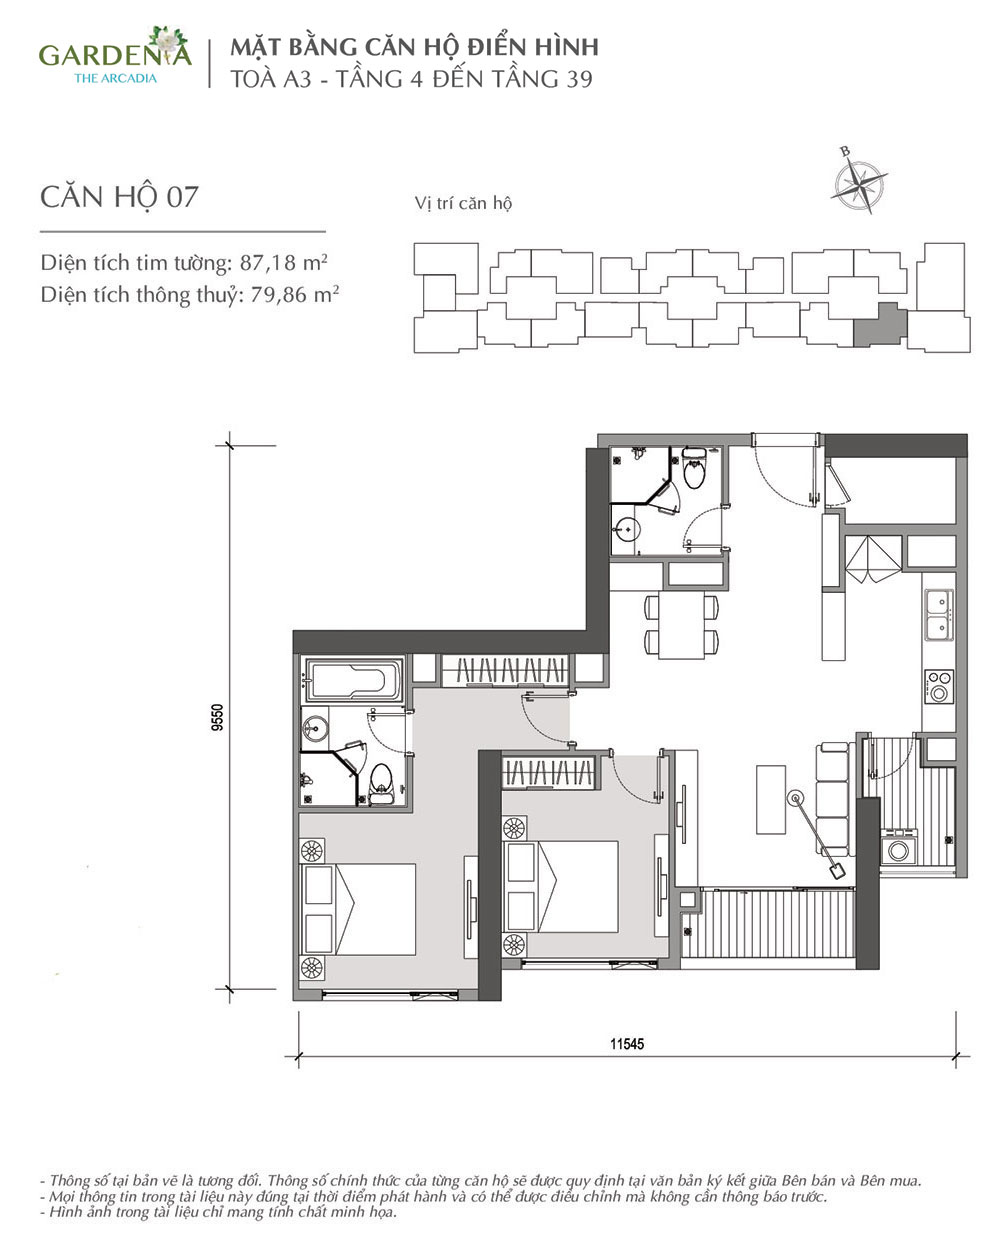 GARDENIA
THE ARCADIA
MẶT BẰNG CĂN HỘ ĐIỂN HÌNH
TOÀ A3 - TẦNG 4 ĐẾN TẦNG 39
CĂN HỘ 07
Vị trí căn hộ
B
Diện tích tim tường: 87,18 m²
Diện tích thông thuỷ: 79,86 m²
9550
11545
- Thông số tại bản vẽ là tương đối. Thông số chính thức của từng căn hộ sẽ được quy định tại văn bản ký kết giữa Bên bán và Bên mua.
- Mọi thông tin trong tài liệu này đúng tại thời điểm phát hành và có thể được điều chỉnh mà không cần thông báo trước.
- Hình ảnh trong tài liệu chỉ mang tính chất minh họa.